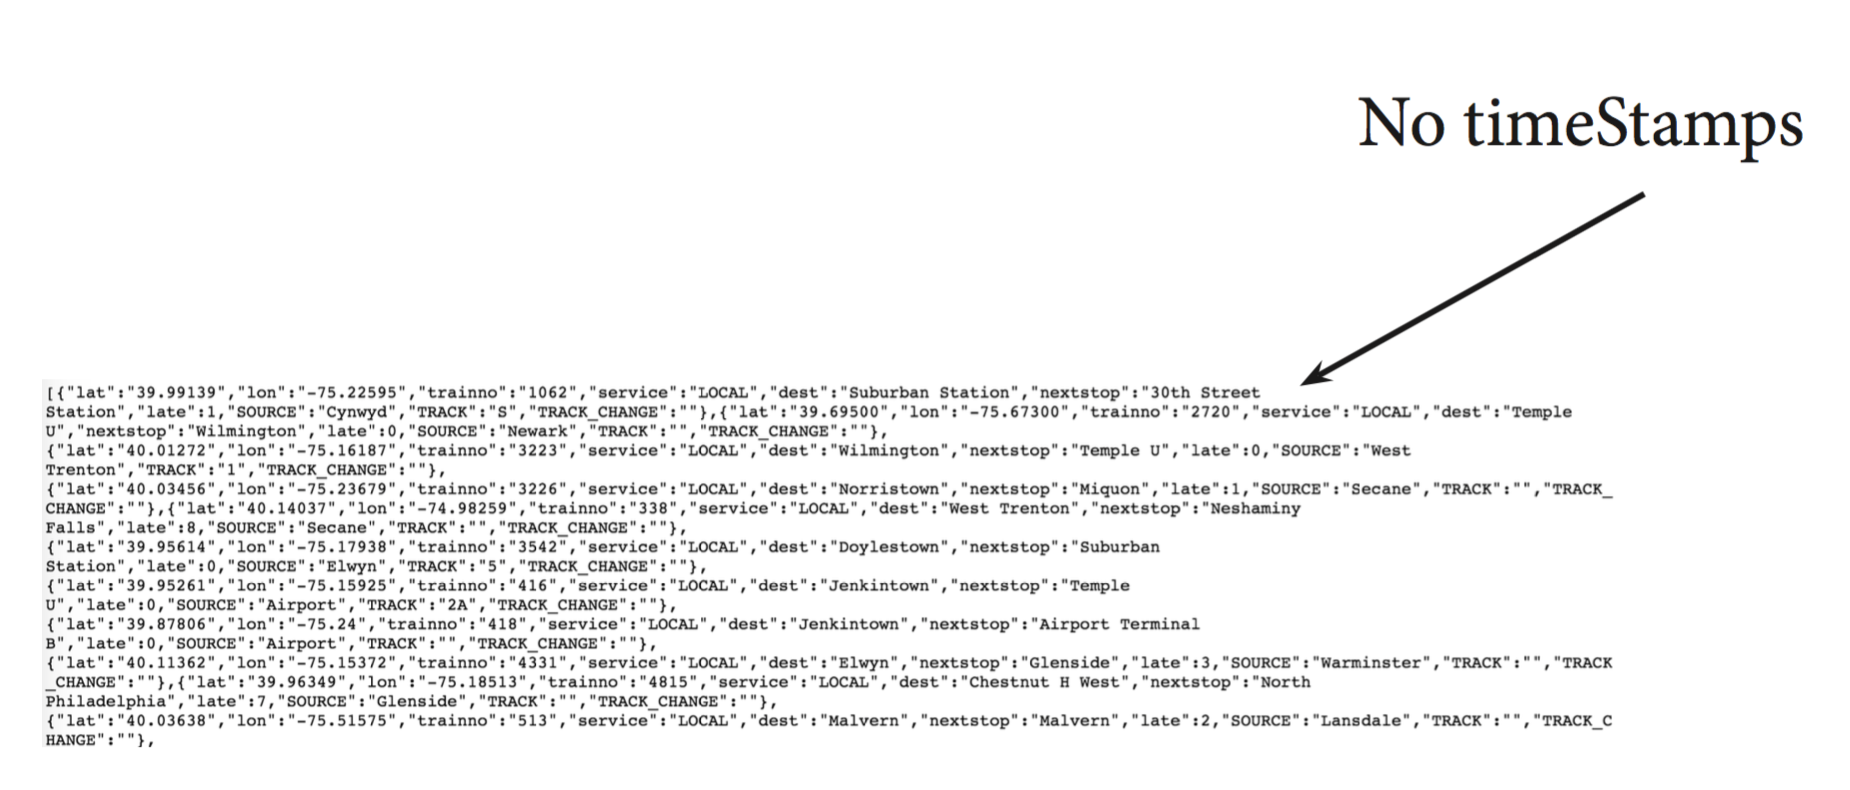 No timeStamps
[{"lat":"39.99139","lon":"-75.22595","trainno":"1062","service":"LOCAL","dest":"Suburban Station","nextstop":"30th Street
Station","late":1,"SOURCE":"Cynwyd","TRACK":"S","TRACK_CHANGE":""},{"lat":"39.69500","lon":"-75.67300","trainno":"2720","service":"LOCAL","dest":"Temple
U","nextstop":"Wilmington","late":0,"SOURCE":"Newark","TRACK":"","TRACK_CHANGE":""},
{"lat":"40.01272","lon":"-75.16187","trainno":"3223","service":"LOCAL","dest":"Wilmington","nextstop":"Temple U","late":0,"SOURCE":"West
Trenton","TRACK":"1","TRACK_CHANGE":""},
{"lat":"40.03456","lon":"-75.23679","trainno":"3226","service":"LOCAL","dest":"Norristown","nextstop":"Miquon","late":1,"SOURCE":"Secane","TRACK":"","TRACK_
CHANGE":""},{"lat":"40.14037","lon":"-74.98259","trainno":"338","service":"LOCAL","dest":"West Trenton","nextstop":"Neshaminy
Falls","late":8,"SOURCE":"Secane","TRACK":"","TRACK_CHANGE":""},
{"lat":"39.95614","lon":"-75.17938","trainno":"3542","service":"LOCAL","dest":"Doylestown","nextstop":"Suburban
Station","late":0,"SOURCE":"Elwyn","TRACK":"5","TRACK_CHANGE":""},
{"lat":"39.95261","lon":"-75.15925","trainno":"416","service":"LOCAL","dest":"Jenkintown","nextstop":"Temple
U","late":0,"SOURCE":"Airport","TRACK":"2A","TRACK_CHANGE":""},
{"lat":"39.87806","lon":"-75.24","trainno":"418","service":"LOCAL","dest":"Jenkintown","nextstop":"Airport Terminal
B","late":0,"SOURCE":"Airport","TRACK":"","TRACK_CHANGE":""},
{"lat":"40.11362","lon":"-75.15372","trainno":"4331","service":"LOCAL","dest":"Elwyn","nextstop":"Glenside","late":3,"SOURCE":"Warminster","TRACK":"","TRACK
_CHANGE":""},{"lat":"39.96349","lon":"-75.18513","trainno":"4815","service":"LOCAL","dest":"Chestnut H West","nextstop":"North
Philadelphia","late":7,"SOURCE":"Glenside","TRACK":"","TRACK_CHANGE":""},
{"lat":"40.03638","lon":"-75.51575","trainno":"513","service":"LOCAL","dest":"Malvern","nextstop":"Malvern","late":2,"SOURCE":"Lansdale","TRACK":"","TRACK_C
HANGE":""},